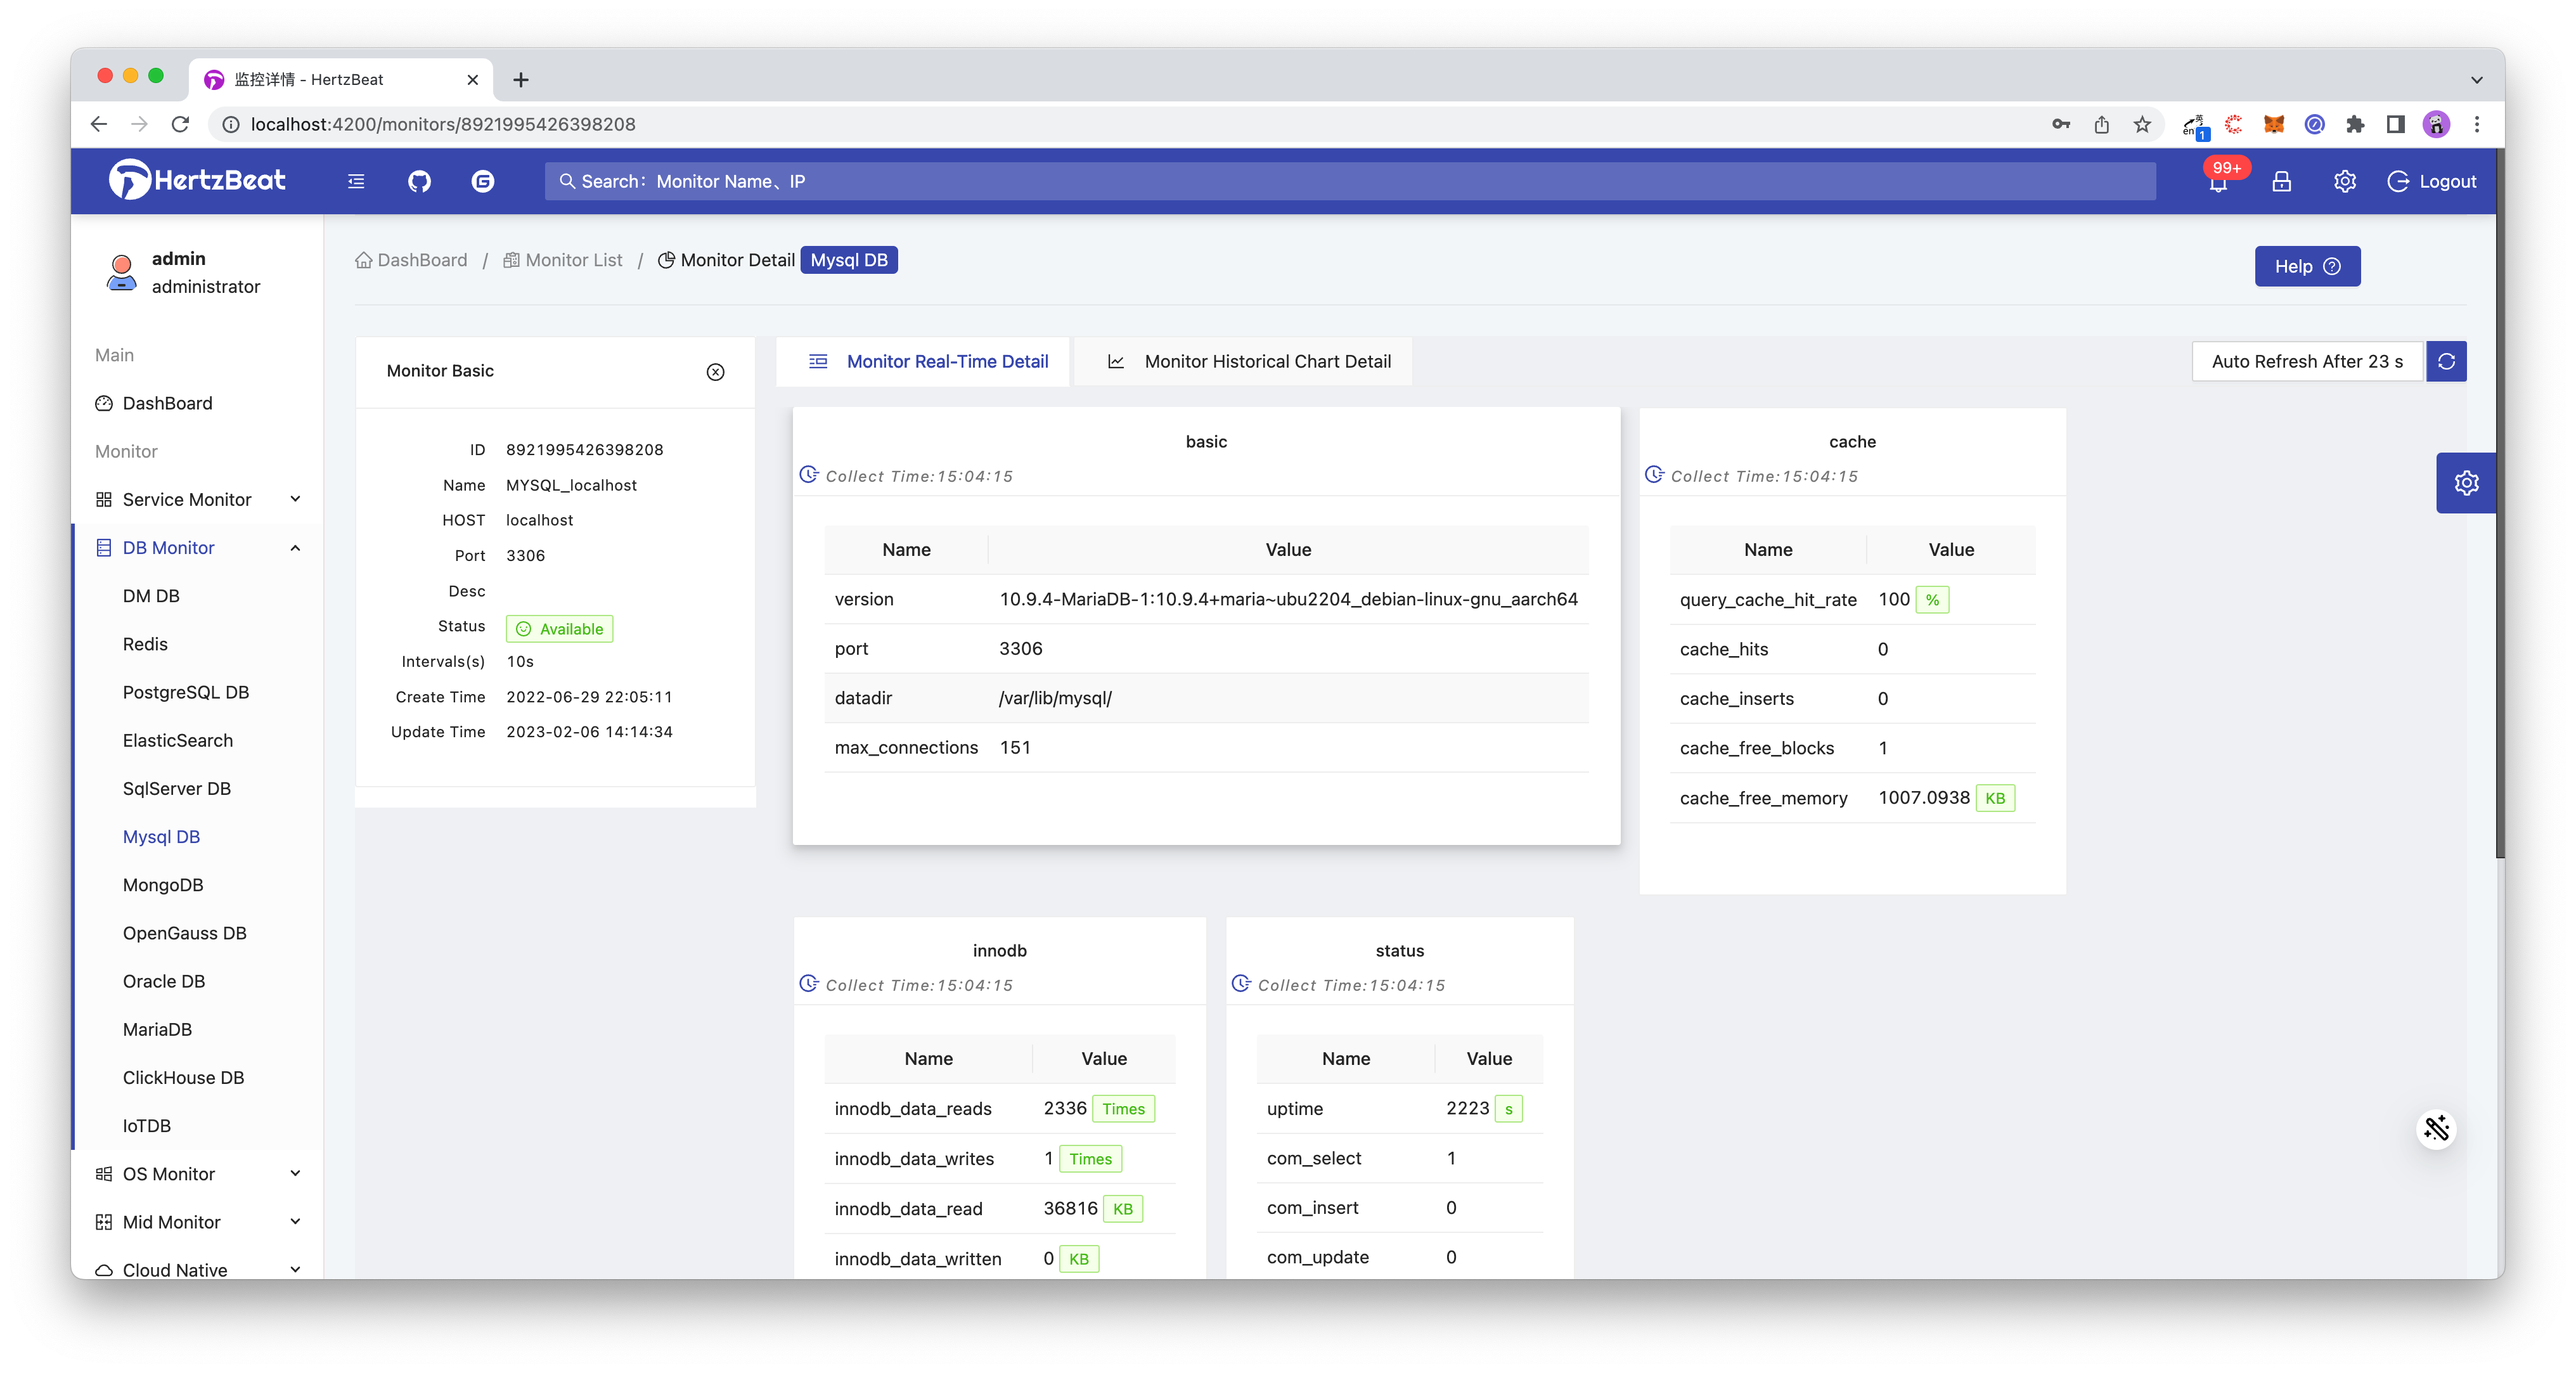 监控详情 - HertzBeat
localhost:4200/monitors/8921995426398208
英
en
1
HertzBeat
Search: Monitor Name、IP
99+
Logout
admin
administrator
Main
DashBoard
Monitor
Service Monitor
DB Monitor
DM DB
Redis
PostgreSQL DB
ElasticSearch
SqlServer DB
Mysql DB
MongoDB
OpenGauss DB
Oracle DB
MariaDB
ClickHouse DB
IoTDB
OS Monitor
Mid Monitor
Cloud Native
DashBoard / Monitor List / Monitor Detail Mysql DB
Help
Monitor Basic
ID 8921995426398208
Name MYSQL_localhost
HOST localhost
Port 3306
Desc
Status Available
Intervals(s) 10s
Create Time 2022-06-29 22:05:11
Update Time 2023-02-06 14:14:34
Monitor Real-Time Detail
Monitor Historical Chart Detail
Auto Refresh After 23 s
basic
Collect Time:15:04:15
Name Value
version 10.9.4-MariaDB-1:10.9.4+maria~ubu2204_debian-linux-gnu_aarch64
port 3306
datadir /var/lib/mysql/
max_connections 151
cache
Collect Time:15:04:15
Name Value
query_cache_hit_rate 100 %
cache_hits 0
cache_inserts 0
cache_free_blocks 1
cache_free_memory 1007.0938 KB
innodb
Collect Time:15:04:15
Name Value
innodb_data_reads 2336 Times
innodb_data_writes 1 Times
innodb_data_read 36816 KB
innodb_data_written 0 KB
status
Collect Time:15:04:15
Name Value
uptime 2223 s
com_select 1
com_insert 0
com_update 0